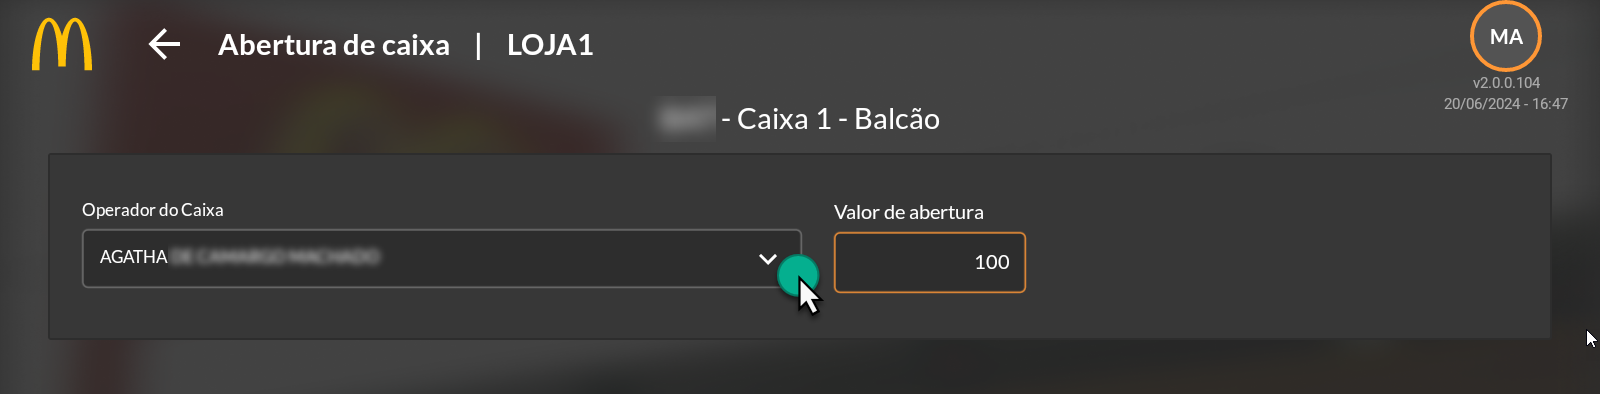 Abertura de caixa | LOJA1
MA
v2.0.0.104
20/06/2024 - 16:47
- Caixa 1 - Balcão
Operador do Caixa
Valor de abertura
AGATHA
100